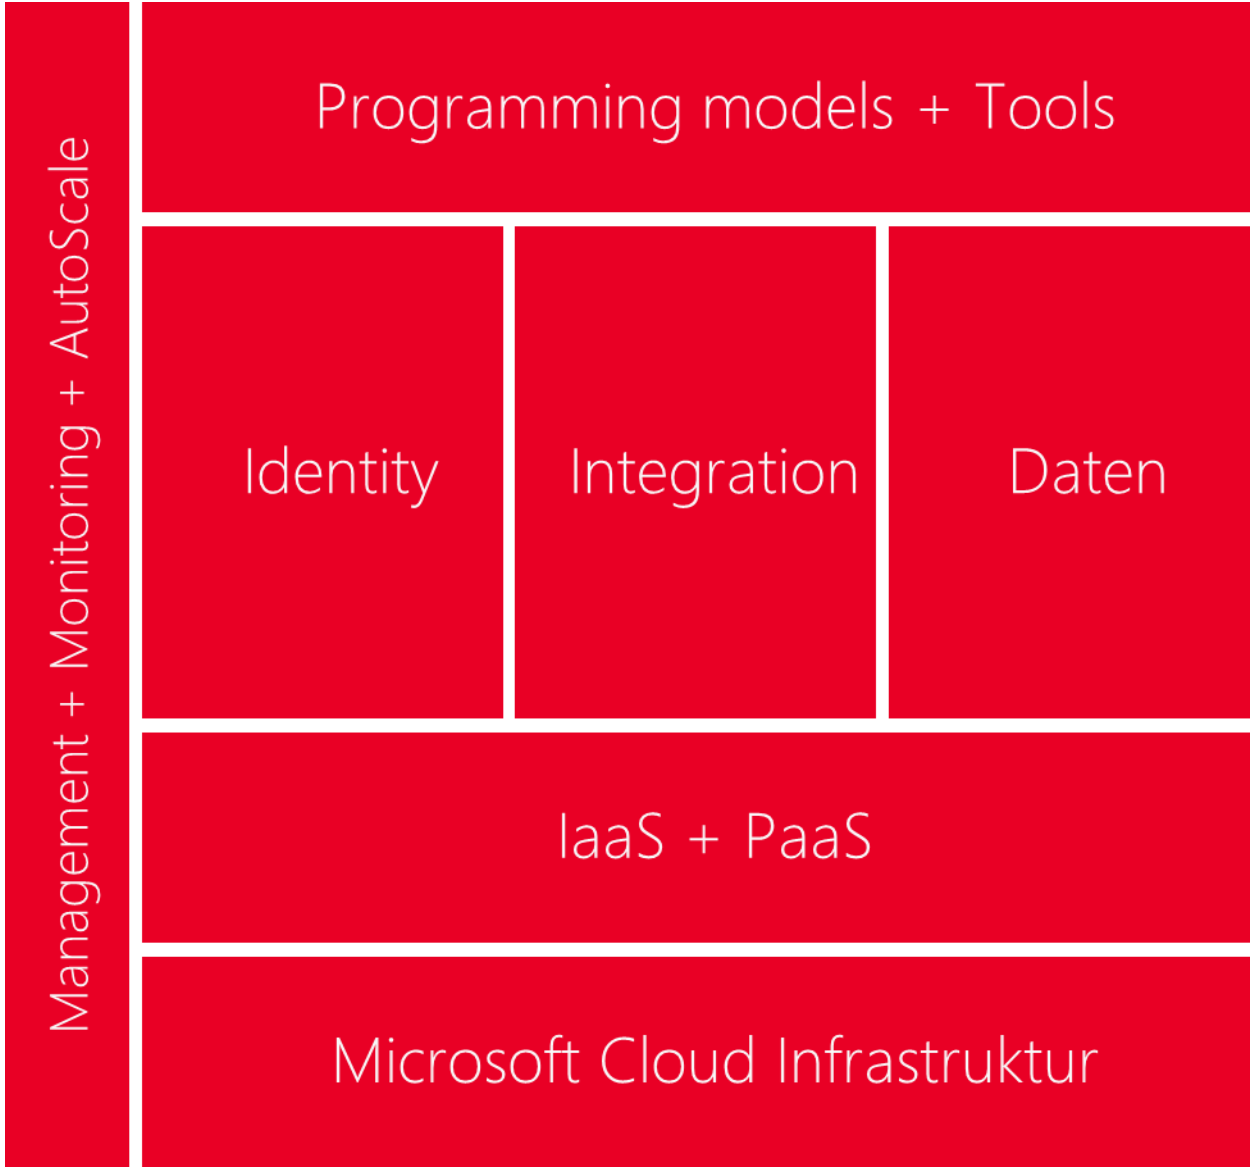 Management + Monitoring + AutoScale
Programming models + Tools
Identity
Integration
Daten
IaaS + PaaS
Microsoft Cloud Infrastruktur